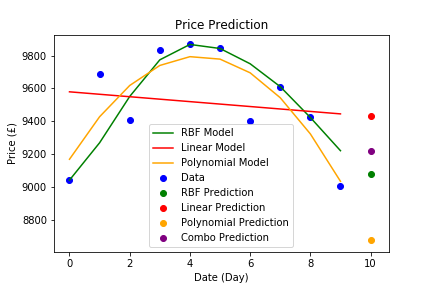 Price Prediction
9800
9600
9400
9200
9000
8800
Price (£)
RBF Model
Linear Model
Polynomial Model
Data
RBF Prediction
Linear Prediction
Polynomial Prediction
Combo Prediction
0 2 4 6 8 10
Date (Day)